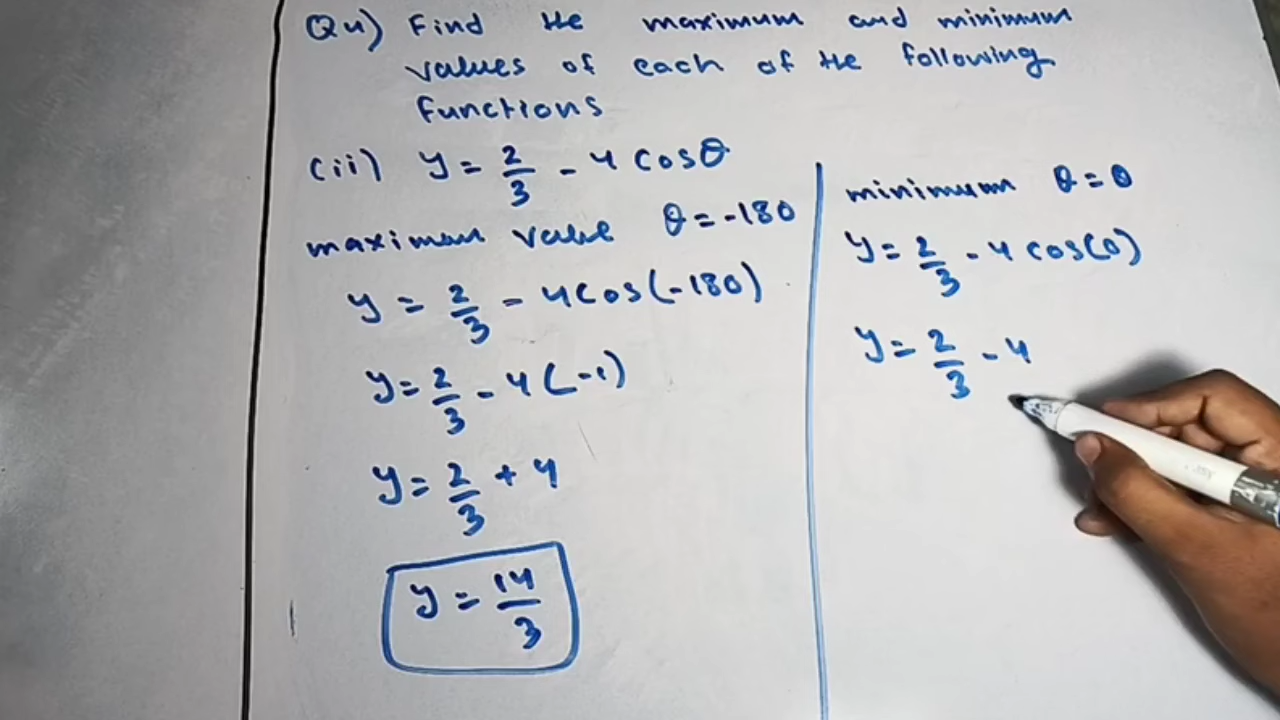 Q4) Find the maximum and minimum
values of each of the following
functions
(ii) y = 2/3 - 4 cosθ
maximum value θ = -180
y = 2/3 - 4cos(-180)
y = 2/3 - 4(-1)
y = 2/3 + 4
y = 14/3
minimum θ = 0
y = 2/3 - 4 cos(0)
y = 2/3 - 4